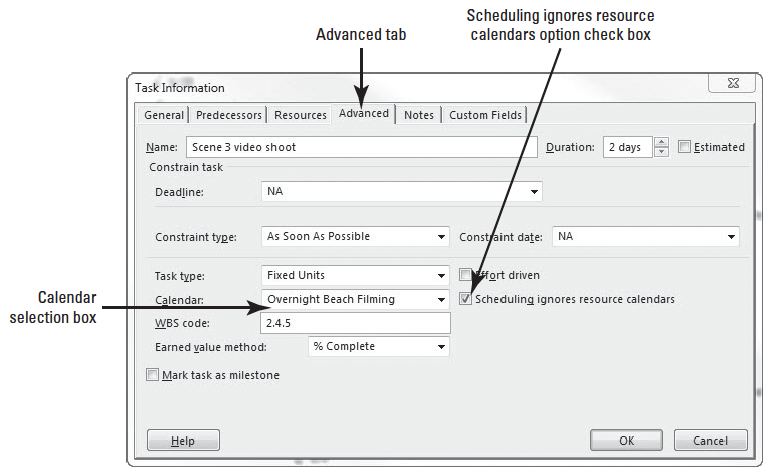 Scheduling ignores resource
calendars option check box
Advanced tab
Task Information
General Predecessors Resources Advanced Notes Custom Fields
Name: Scene 3 video shoot Duration: 2 days Estimated
Constrain task
Deadline: NA
Constraint type: As Soon As Possible Constraint date: NA
Task type: Fixed Units Effort driven
Calendar
selection box
Calendar: Overnight Beach Filming Scheduling ignores resource calendars
WBS code: 2.4.5
Earned value method: % Complete
Mark task as milestone
Help OK Cancel